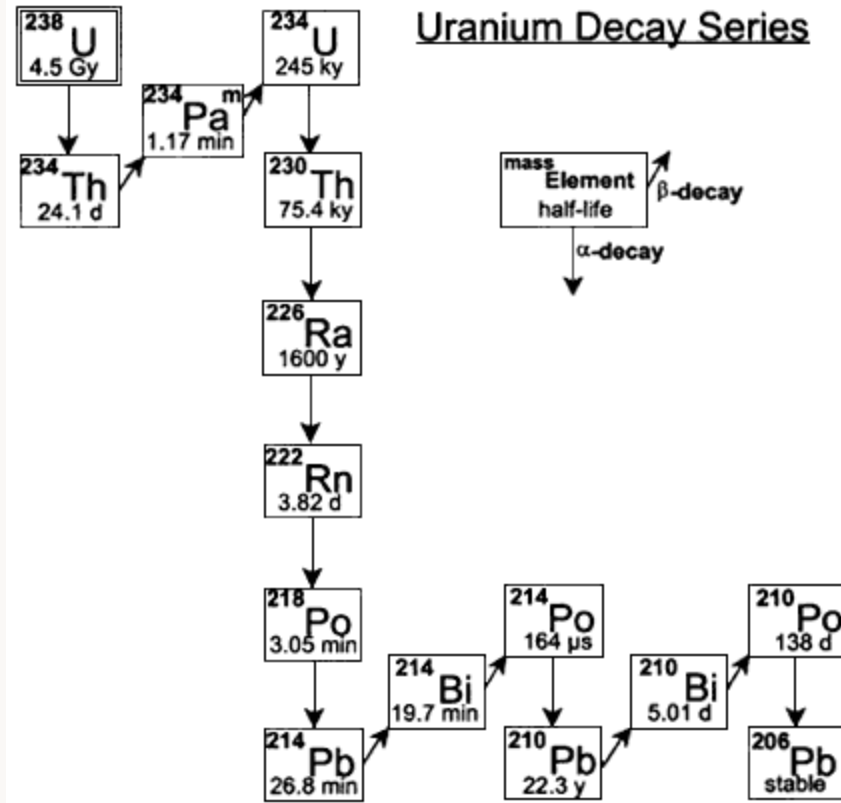 Uranium Decay Series
238 U
4.5 Gy
234 Th
24.1 d
234 Pa m
1.17 min
234 U
245 ky
230 Th
75.4 ky
226 Ra
1600 y
222 Rn
3.82 d
218 Po
3.05 min
214 Pb
26.8 min
214 Bi
19.7 min
214 Po
164 µs
210 Pb
22.3 y
210 Bi
5.01 d
210 Po
138 d
206 Pb
stable
mass Element
half-life
β-decay
α-decay